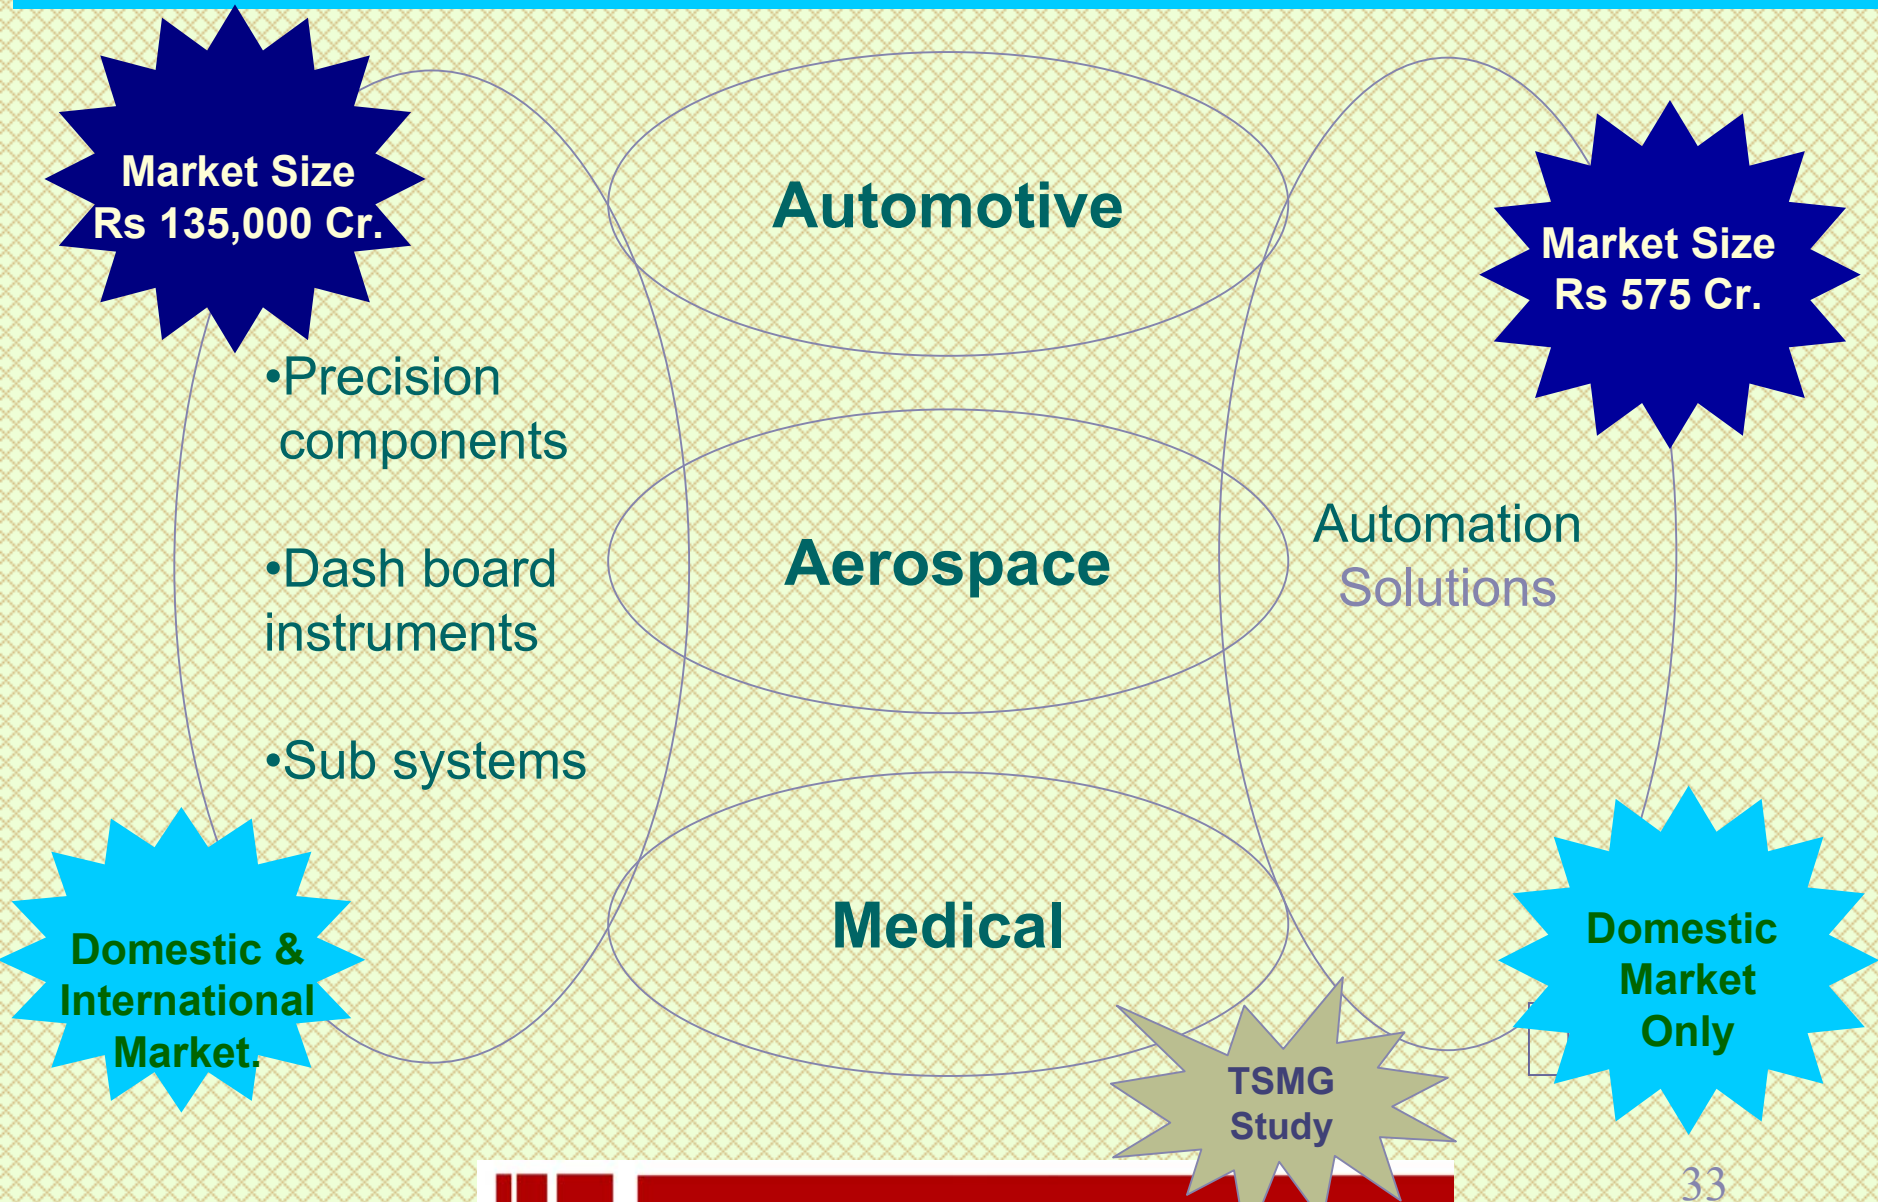 Market Size
Rs 135,000 Cr.
Automotive
Market Size
Rs 575 Cr.
•Precision
components
•Dash board
instruments
•Sub systems
Aerospace
Automation
Solutions
Medical
Domestic &
International
Market.
Domestic
Market
Only
TSMG
Study
33